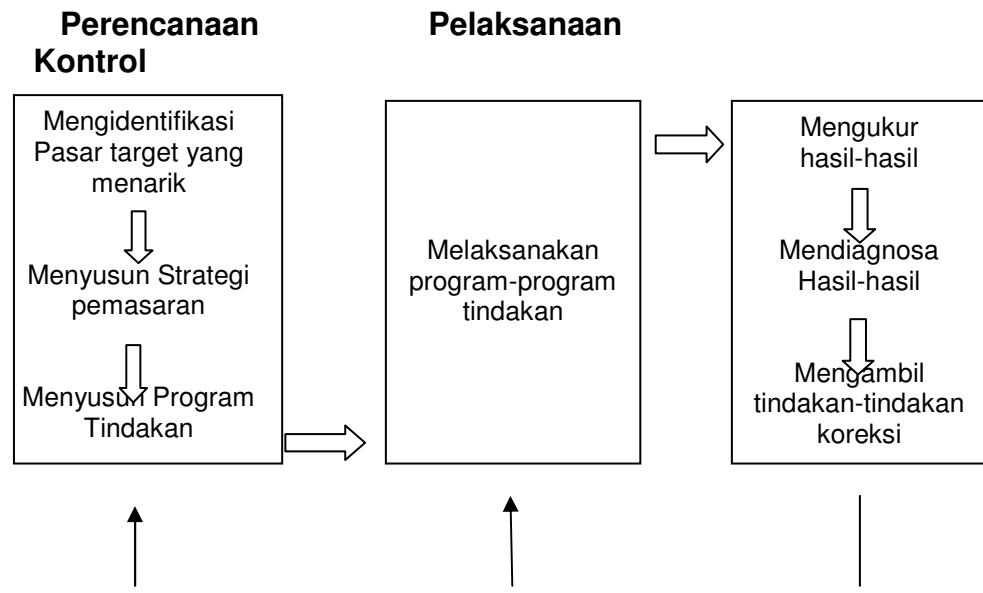 Perencanaan Pelaksanaan
Kontrol
Mengidentifikasi
Pasar target yang
menarik
Menyusun Strategi
pemasaran
Menyusun Program
Tindakan
Melaksanakan
program-program
tindakan
Mengukur
hasil-hasil
Mendiagnosa
Hasil-hasil
Mengambil
tindakan-tindakan
koreksi